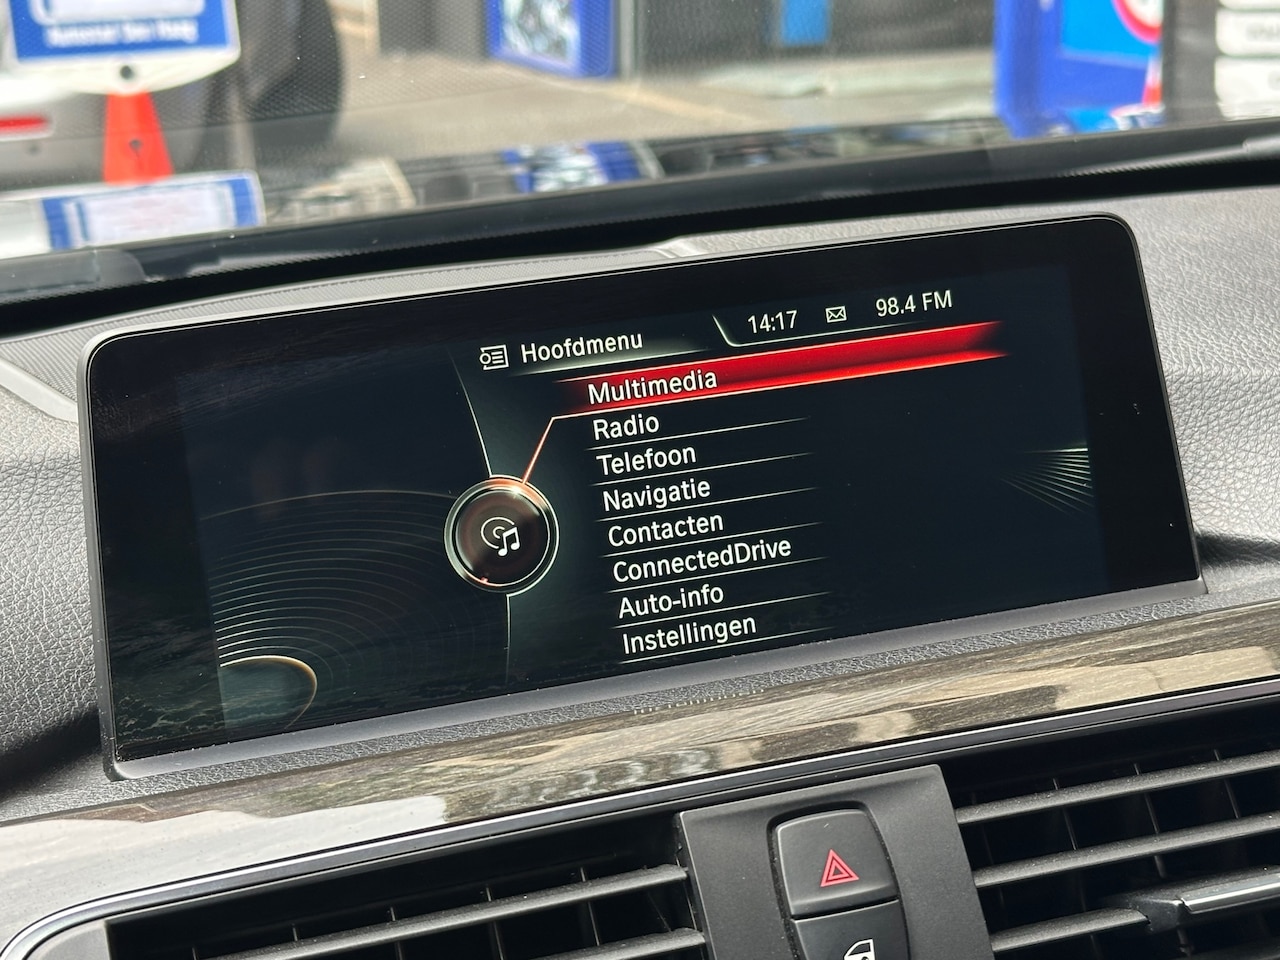 Hoofdmenu
14:17
98.4 FM
Multimedia
Radio
Telefoon
Navigatie
Contacten
ConnectedDrive
Auto-info
Instellingen